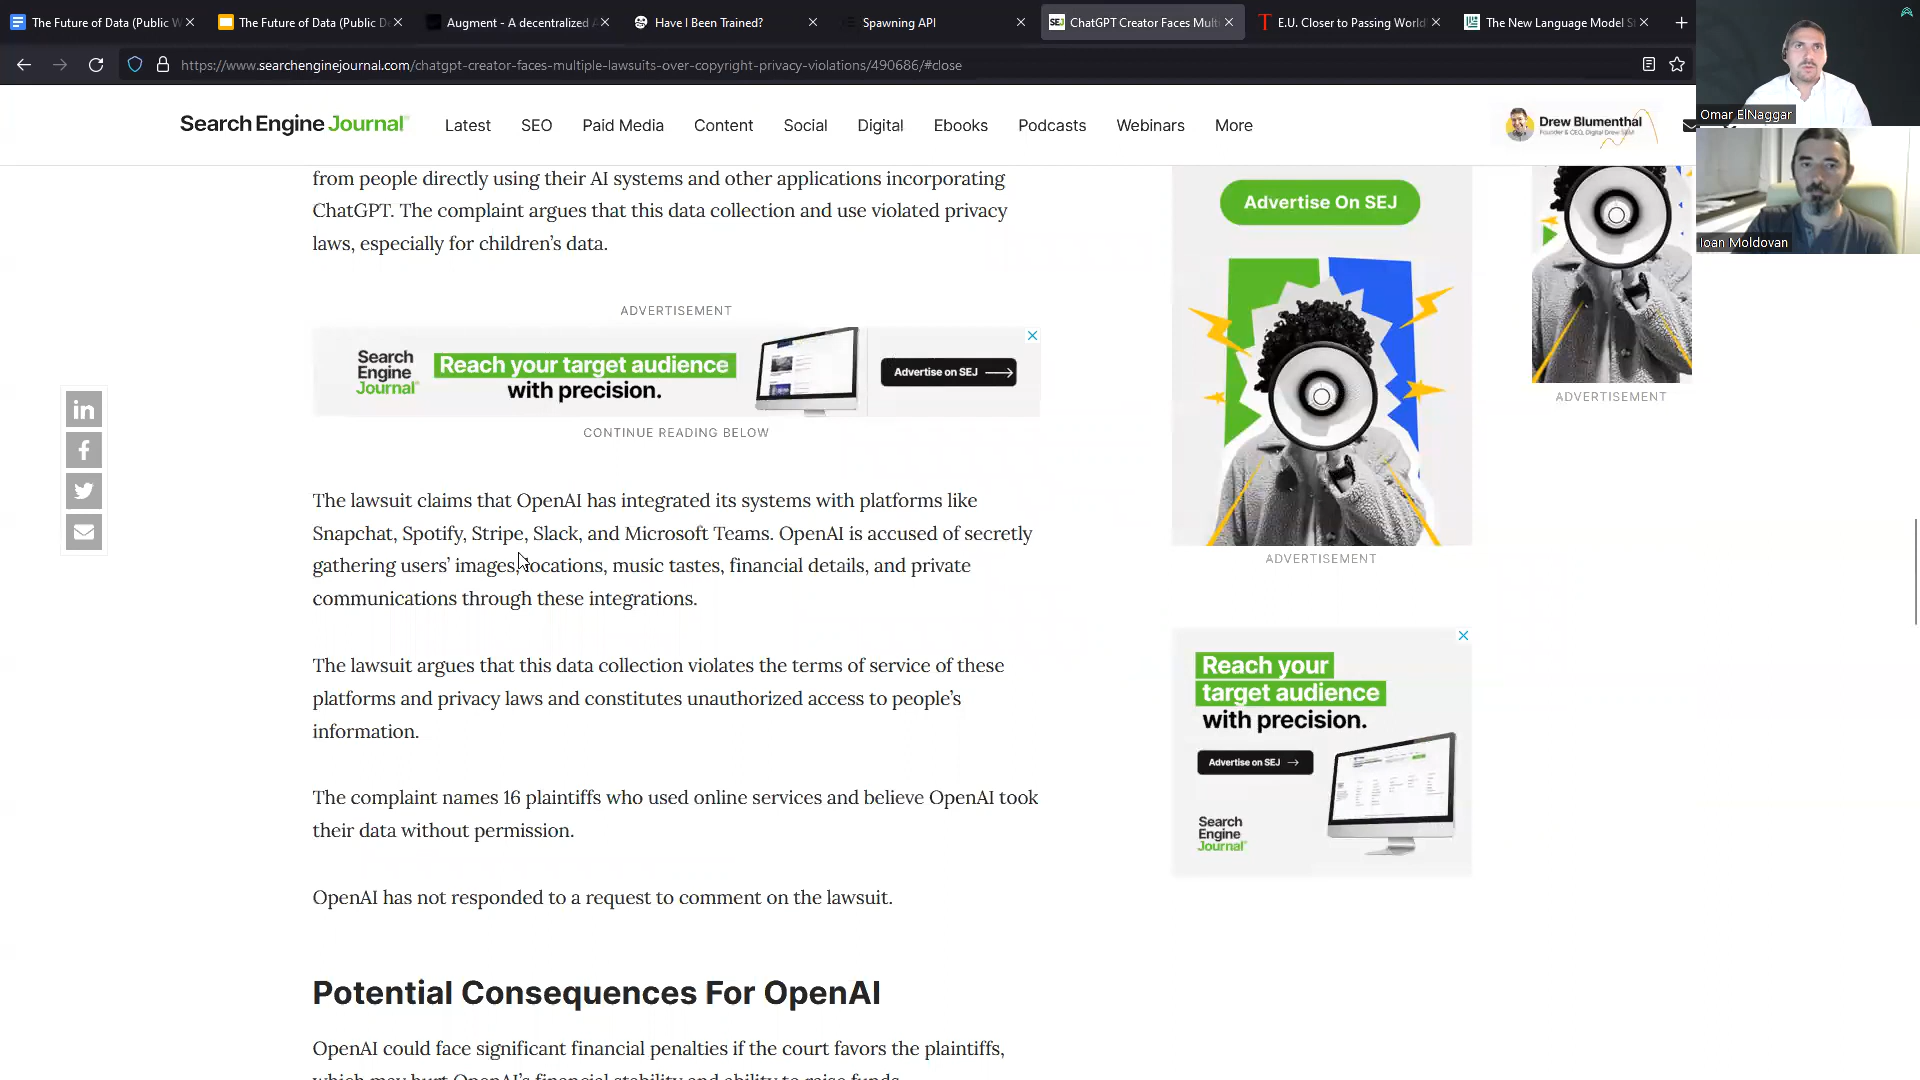 The Future of Data (Public W
The Future of Data (Public De
Augment - A decentralized
Have I Been Trained?
Spawning API
SEJ
ChatGPT Creator Faces Mult
E.U. Closer to Passing World
The New Language Model S
https://www.searchenginejournal.com/chatgpt-creator-faces-multiple-lawsuits-over-copyright-privacy-violations/490686/#close
Omar ElNaggar
Ioan Moldovan
Search Engine Journal
Latest
SEO
Paid Media
Content
Social
Digital
Ebooks
Podcasts
Webinars
More
Drew Blumenthal
Founder & CEO, Digital Drew SEM
from people directly using their AI systems and other applications incorporating
ChatGPT. The complaint argues that this data collection and use violated privacy
laws, especially for children’s data.
ADVERTISEMENT
Search
Engine
Journal
Reach your target audience
with precision.
Advertise on SEJ
CONTINUE READING BELOW
The lawsuit claims that OpenAI has integrated its systems with platforms like
Snapchat, Spotify, Stripe, Slack, and Microsoft Teams. OpenAI is accused of secretly
gathering users’ images, locations, music tastes, financial details, and private
communications through these integrations.
The lawsuit argues that this data collection violates the terms of service of these
platforms and privacy laws and constitutes unauthorized access to people’s
information.
The complaint names 16 plaintiffs who used online services and believe OpenAI took
their data without permission.
OpenAI has not responded to a request to comment on the lawsuit.
Potential Consequences For OpenAI
OpenAI could face significant financial penalties if the court favors the plaintiffs,
which may hurt OpenAI’s financial stability and ability to raise funds.
Advertise On SEJ
ADVERTISEMENT
ADVERTISEMENT
Reach your
target audience
with precision.
Advertise on SEJ
Search
Engine
Journal